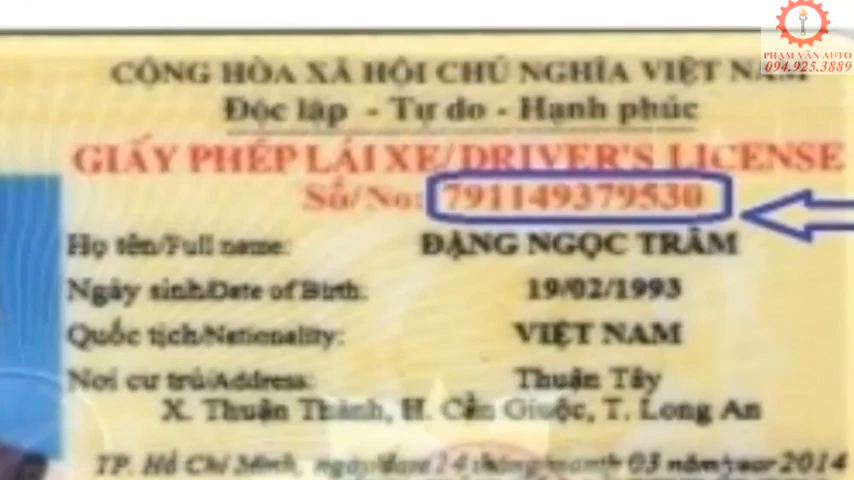 PHẠM VĂN AUTO
094.925.3889
CỘNG HÒA XÃ HỘI CHỦ NGHĨA VIỆT NAM
Độc lập - Tự do - Hạnh phúc
GIẤY PHÉP LÁI XE/DRIVER'S LICENSE
Số/No: 791149379530
Họ tên/Full name: ĐẶNG NGỌC TRÂM
Ngày sinh/Date of Birth: 19/02/1993
Quốc tịch/Nationality: VIỆT NAM
Nơi cư trú/Address: Thuận Tây
X. Thuận Thành, H. Cần Giuộc, T. Long An
TP. Hồ Chí Minh, ngày/date 14 tháng/month 03 năm/year 2014